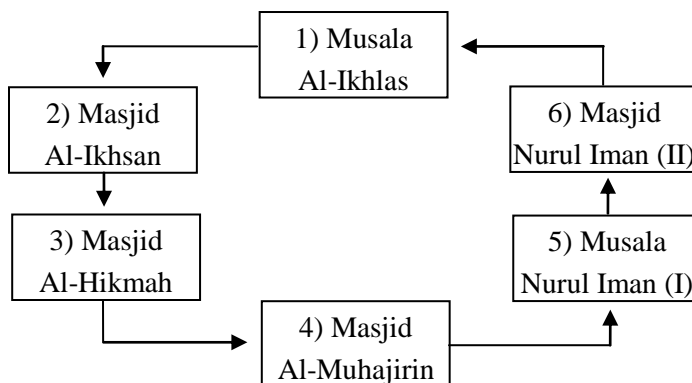 1) Musala
Al-Ikhlas
2) Masjid
Al-Ikhsan
3) Masjid
Al-Hikmah
4) Masjid
Al-Muhajirin
5) Musala
Nurul Iman (I)
6) Masjid
Nurul Iman (II)